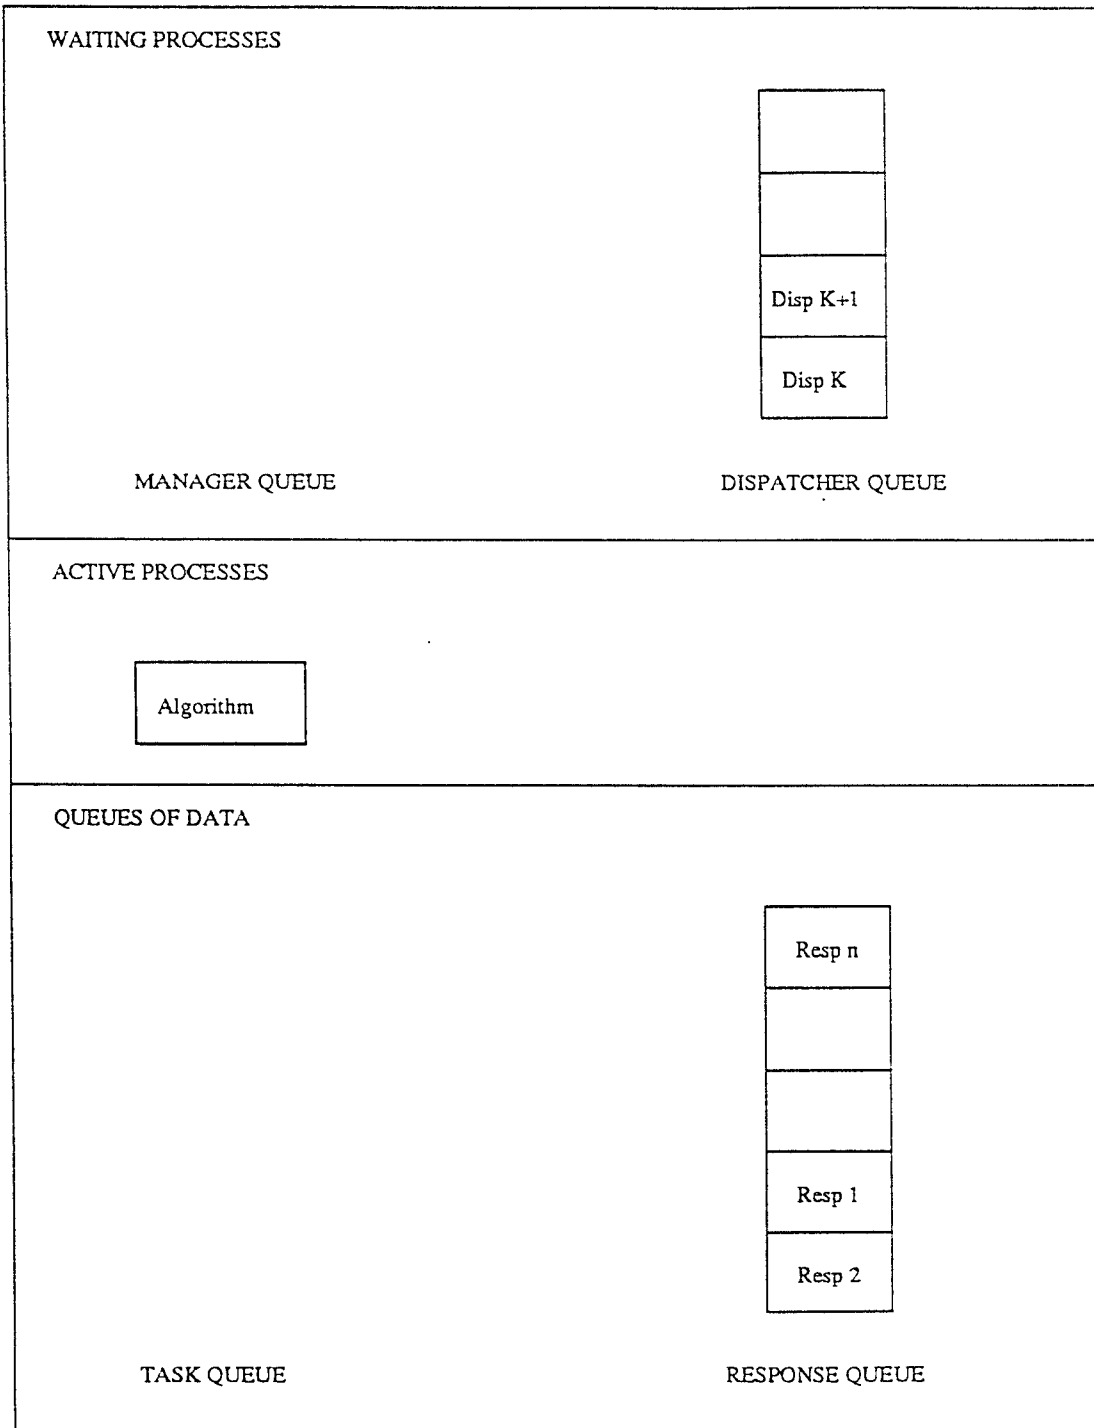 WAITING PROCESSES
Disp K+1
Disp K
MANAGER QUEUE
DISPATCHER QUEUE
ACTIVE PROCESSES
Algorithm
QUEUES OF DATA
Resp n
Resp 1
Resp 2
TASK QUEUE
RESPONSE QUEUE